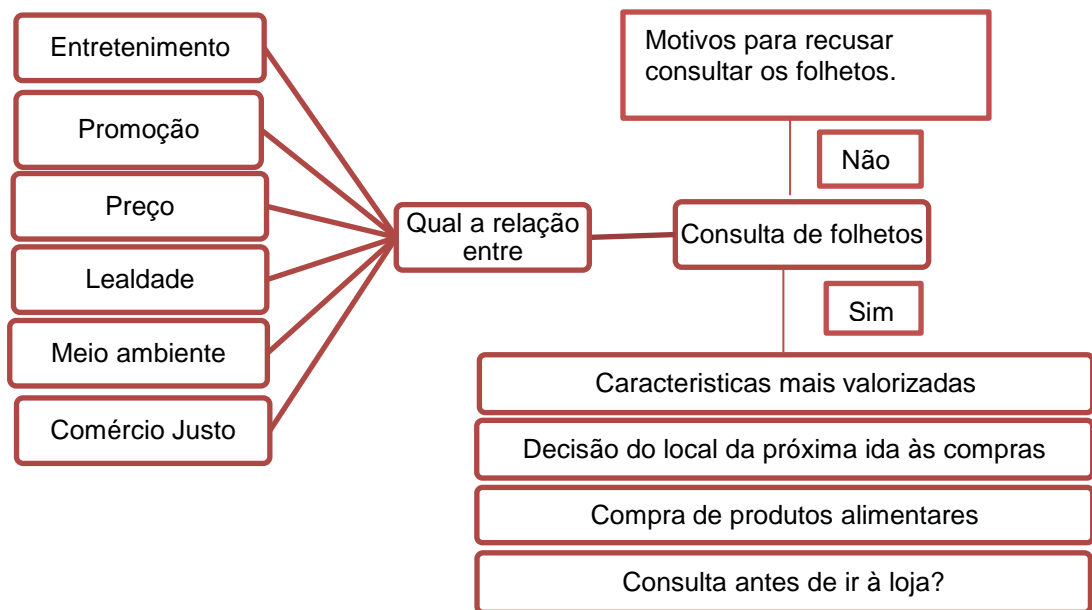 Entretenimento
Promoção
Preço
Lealdade
Meio ambiente
Comércio Justo
Qual a relação
entre
Motivos para recusar
consultar os folhetos.
Não
Consulta de folhetos
Sim
Caracteristicas mais valorizadas
Decisão do local da próxima ida às compras
Compra de produtos alimentares
Consulta antes de ir à loja?